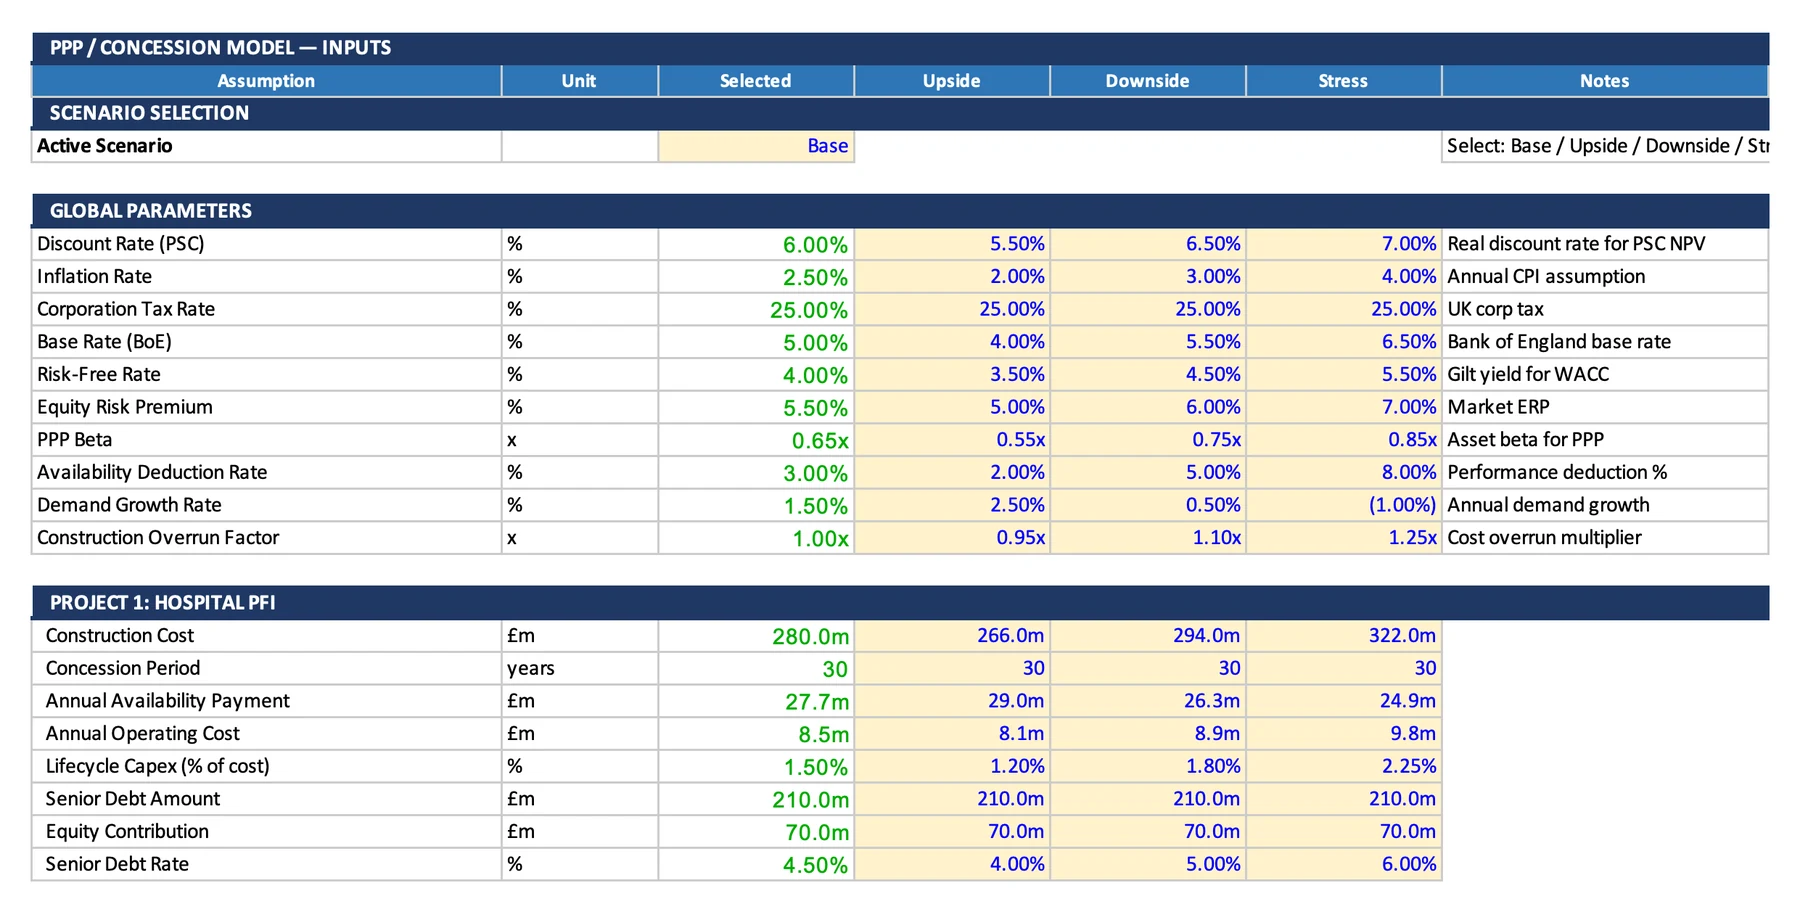 PPP / CONCESSION MODEL — INPUTS
Assumption Unit Selected Upside Downside Stress Notes
SCENARIO SELECTION
Active Scenario Base Select: Base / Upside / Downside / Str
GLOBAL PARAMETERS
Discount Rate (PSC) % 6.00% 5.50% 6.50% 7.00% Real discount rate for PSC NPV
Inflation Rate % 2.50% 2.00% 3.00% 4.00% Annual CPI assumption
Corporation Tax Rate % 25.00% 25.00% 25.00% 25.00% UK corp tax
Base Rate (BoE) % 5.00% 4.00% 5.50% 6.50% Bank of England base rate
Risk-Free Rate % 4.00% 3.50% 4.50% 5.50% Gilt yield for WACC
Equity Risk Premium % 5.50% 5.00% 6.00% 7.00% Market ERP
PPP Beta x 0.65x 0.55x 0.75x 0.85x Asset beta for PPP
Availability Deduction Rate % 3.00% 2.00% 5.00% 8.00% Performance deduction %
Demand Growth Rate % 1.50% 2.50% 0.50% (1.00%) Annual demand growth
Construction Overrun Factor x 1.00x 0.95x 1.10x 1.25x Cost overrun multiplier
PROJECT 1: HOSPITAL PFI
Construction Cost £m 280.0m 266.0m 294.0m 322.0m
Concession Period years 30 30 30 30
Annual Availability Payment £m 27.7m 29.0m 26.3m 24.9m
Annual Operating Cost £m 8.5m 8.1m 8.9m 9.8m
Lifecycle Capex (% of cost) % 1.50% 1.20% 1.80% 2.25%
Senior Debt Amount £m 210.0m 210.0m 210.0m 210.0m
Equity Contribution £m 70.0m 70.0m 70.0m 70.0m
Senior Debt Rate % 4.50% 4.00% 5.00% 6.00%